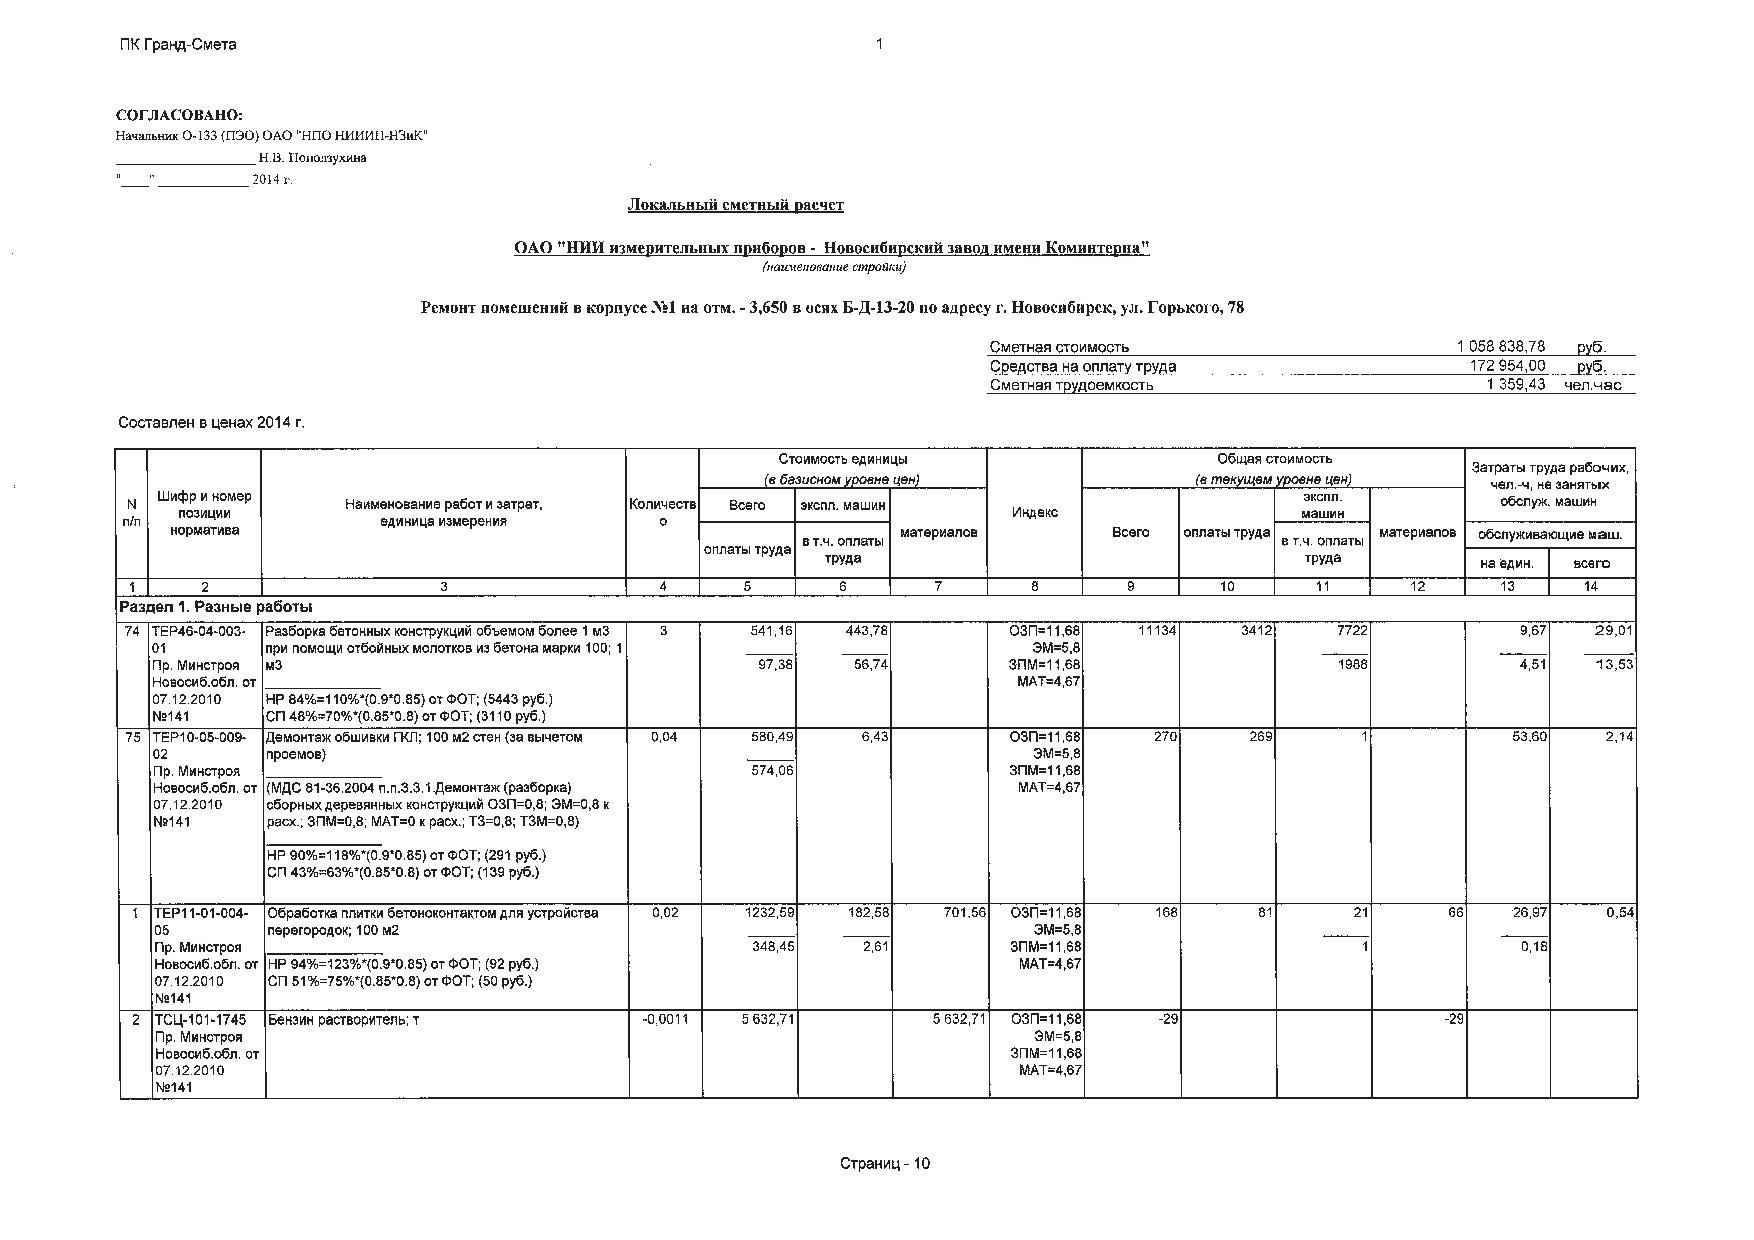 ПК Гранд-Смета
1
СОГЛАСОВАНО:
Начальник О-133 (ПЭО) ОАО "НПО НИИИП-НЗиК"
____________________ Н.В. Поползухина
"____" _____________ 2014 г.
Локальный сметный расчет
ОАО "НИИ измерительных приборов - Новосибирский завод имени Коминтерна"
(наименование стройки)
Ремонт помещений в корпусе №1 на отм. - 3,650 в осях Б-Д-13-20 по адресу г. Новосибирск, ул. Горького, 78
Сметная стоимость 1 058 838,78 руб.
Средства на оплату труда 172 954,00 руб.
Сметная трудоемкость 1 359,43 чел.час
Составлен в ценах 2014 г.
N п/п
Шифр и номер позиции норматива
Наименование работ и затрат, единица измерения
Количество
Стоимость единицы
(в базисном уровне цен)
Всего
экспл. машин
оплаты труда
в т.ч. оплаты труда
материалов
Индекс
Общая стоимость
(в текущем уровне цен)
Всего
оплаты труда
экспл. машин
в т.ч. оплаты труда
материалов
Затраты труда рабочих, чел.-ч, не занятых обслуж. машин
обслуживающие маш.
на един.
всего
1 2 3 4 5 6 7 8 9 10 11 12 13 14
Раздел 1. Разные работы
74 ТЕР46-04-003- Разборка бетонных конструкций объемом более 1 м3 3 541,16 443,78 ОЗП=11,68 11134 3412 7722 9,67 29,01
01 при помощи отбойных молотков из бетона марки 100; 1 ЭМ=5,8
Пр. Минстроя м3 97,38 56,74 ЗПМ=11,68 1988 4,51 13,53
Новосиб.обл. от МАТ=4,67
07.12.2010 НР 84%=110%*(0.9*0.85) от ФОТ; (5443 руб.)
№141 СП 48%=70%*(0.85*0.8) от ФОТ; (3110 руб.)
75 ТЕР10-05-009- Демонтаж обшивки ГКЛ; 100 м2 стен (за вычетом 0,04 580,49 6,43 ОЗП=11,68 270 269 1 53,60 2,14
02 проемов) ЭМ=5,8
Пр. Минстроя 574,06 ЗПМ=11,68
Новосиб.обл. от (МДС 81-36.2004 п.п.3.3.1.Демонтаж (разборка) МАТ=4,67
07.12.2010 сборных деревянных конструкций ОЗП=0,8; ЭМ=0,8 к
№141 расх.; ЗПМ=0,8; МАТ=0 к расх.; ТЗ=0,8; ТЗМ=0,8)
НР 90%=118%*(0.9*0.85) от ФОТ; (291 руб.)
СП 43%=63%*(0.85*0.8) от ФОТ; (139 руб.)
1 ТЕР11-01-004- Обработка плитки бетоноконтактом для устройства 0,02 1232,59 182,58 701,56 ОЗП=11,68 168 81 21 66 26,97 0,54
05 перегородок; 100 м2 ЭМ=5,8
Пр. Минстроя 348,45 2,61 ЗПМ=11,68 1 0,18
Новосиб.обл. от НР 94%=123%*(0.9*0.85) от ФОТ; (92 руб.) МАТ=4,67
07.12.2010 СП 51%=75%*(0.85*0.8) от ФОТ; (50 руб.)
№141
2 ТСЦ-101-1745 Бензин растворитель; т -0,0011 5 632,71 5 632,71 ОЗП=11,68 -29 -29
Пр. Минстроя ЭМ=5,8
Новосиб.обл. от ЗПМ=11,68
07.12.2010 МАТ=4,67
№141
Страниц - 10